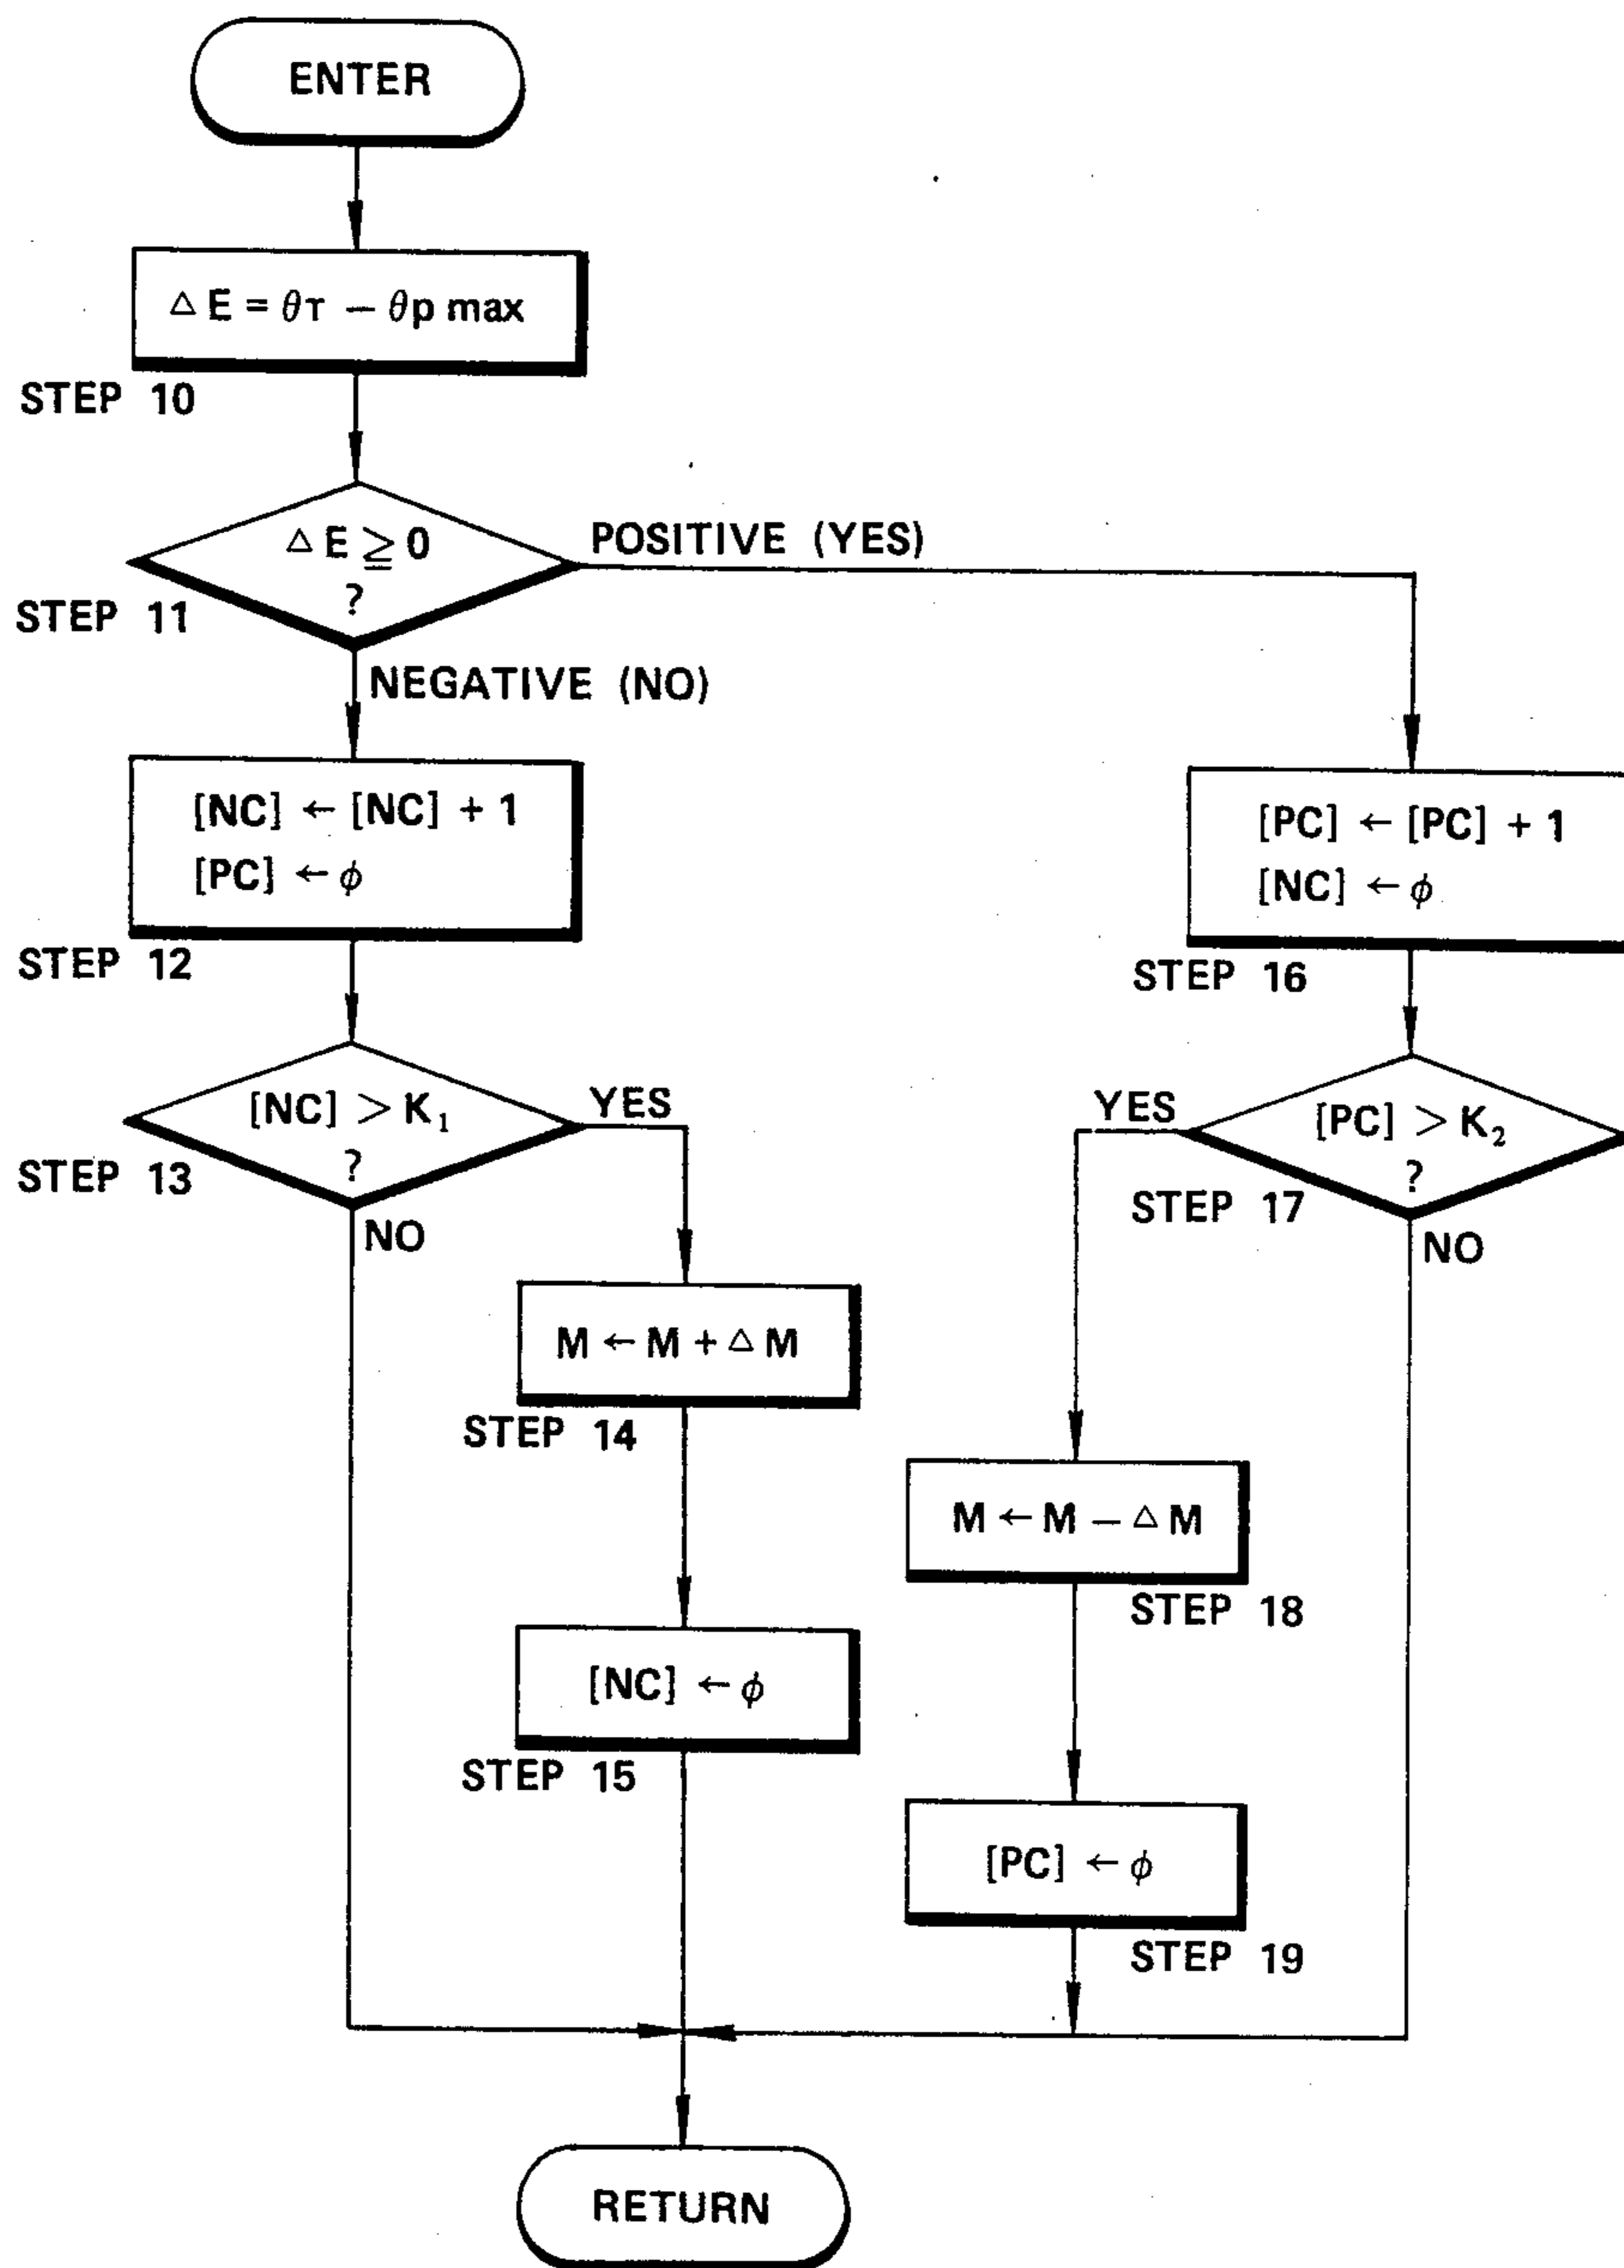 ENTER
△ E = θT − θp max
STEP 10
△ E ≧ 0
?
POSITIVE (YES)
STEP 11
NEGATIVE (NO)
[NC] ← [NC] + 1
[PC] ← ϕ
STEP 12
[PC] ← [PC] + 1
[NC] ← ϕ
STEP 16
[NC] > K₁
?
YES
STEP 13
NO
YES
[PC] > K₂
?
STEP 17
NO
M ← M + △ M
STEP 14
M ← M − △ M
STEP 18
[NC] ← ϕ
STEP 15
[PC] ← ϕ
STEP 19
RETURN